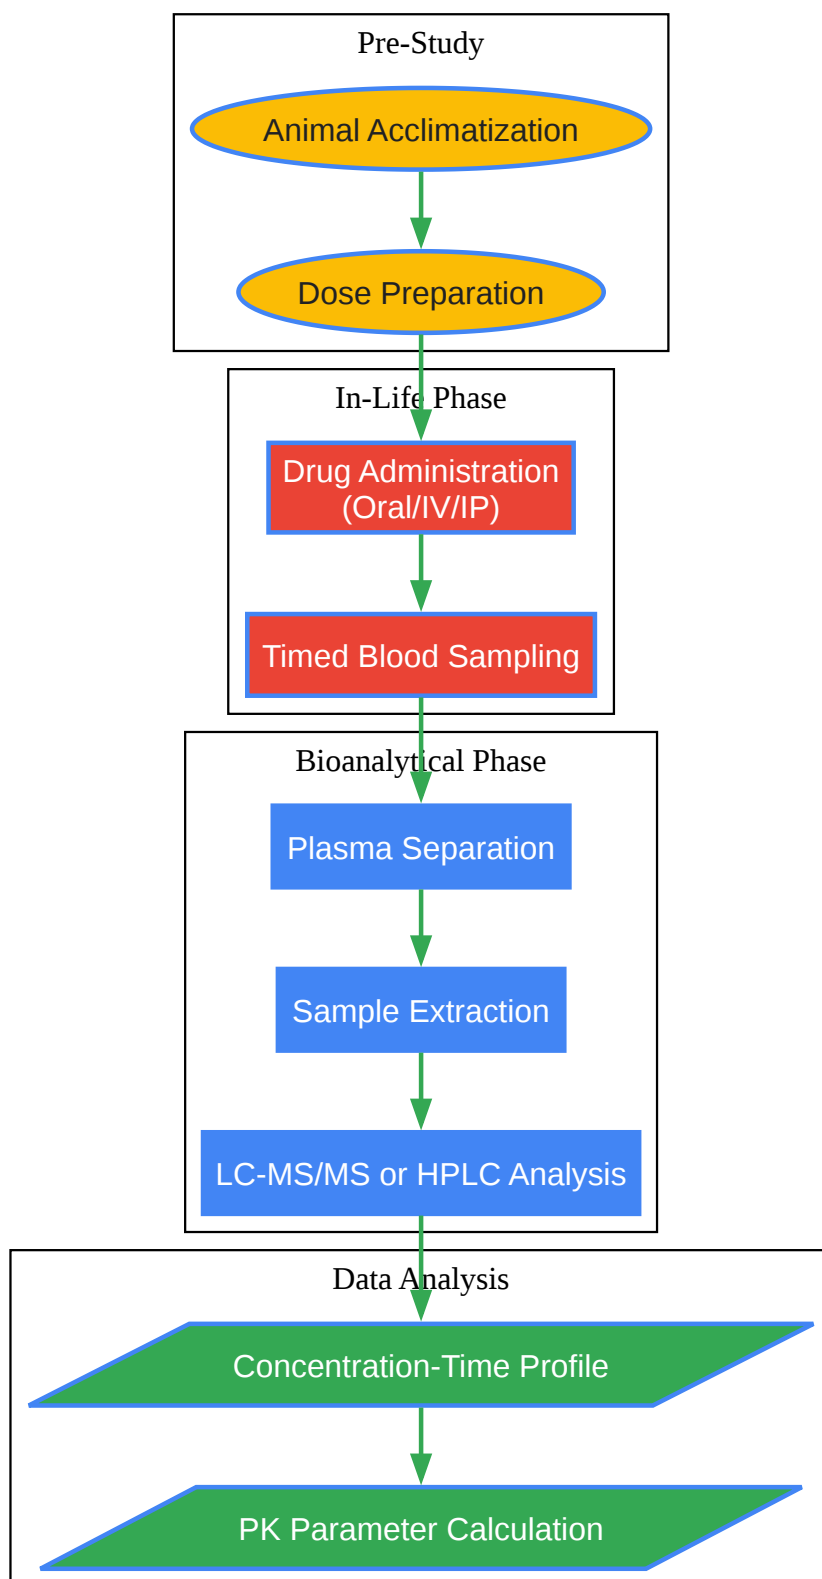 Pre-Study
Animal Acclimatization
Dose Preparation
In-Life Phase
Drug Administration
(Oral/IV/IP)
Timed Blood Sampling
Bioanalytical Phase
Plasma Separation
Sample Extraction
LC-MS/MS or HPLC Analysis
Data Analysis
Concentration-Time Profile
PK Parameter Calculation